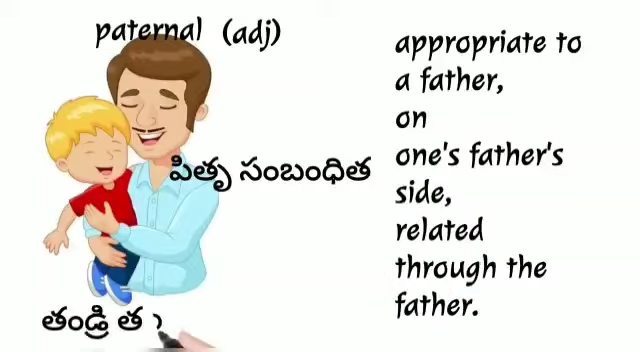 paternal (adj)
appropriate to
a father,
on
one's father's
side,
related
through the
father.
పితృ సంబంధిత
తండ్రి త